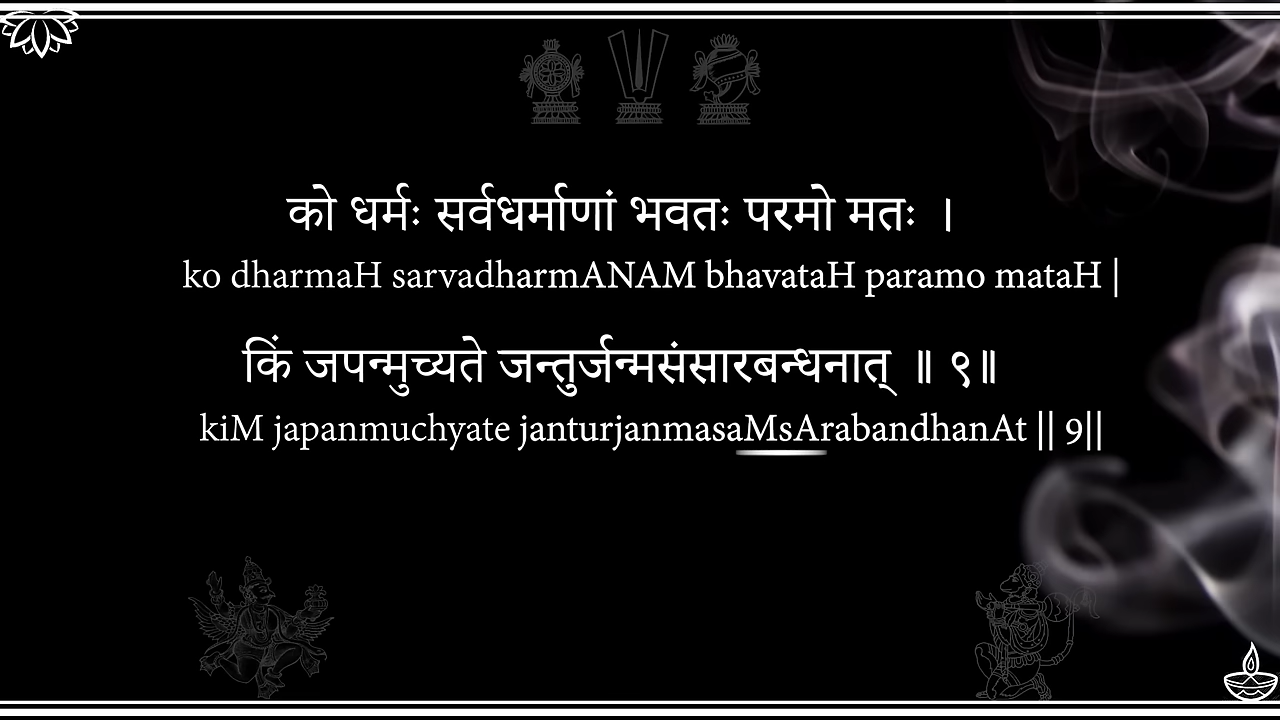 को धर्मः सर्वधर्माणां भवतः परमो मतः ।
ko dharmaH sarvadharmANAM bhavataH paramo mataH |
किं जपन्मुच्यते जन्तुर्जन्मसंसारबन्धनात् ॥ ९॥
kiM japanmuchyate janturjanmasaMsArabandhanAt || 9||